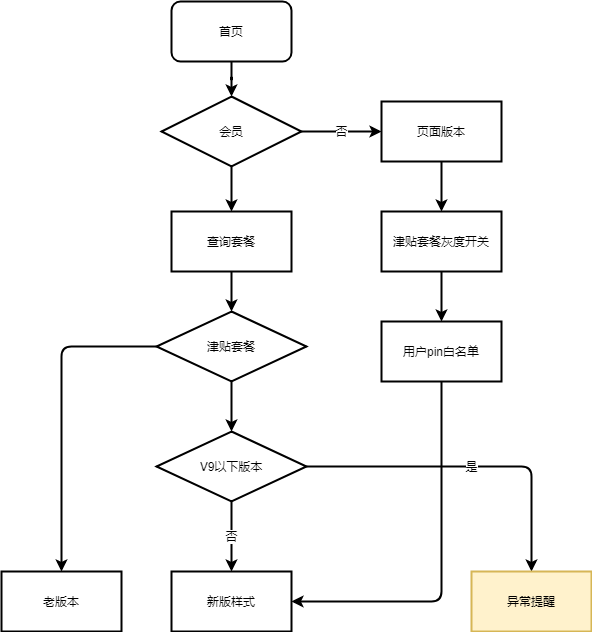 首页
会员
否
页面版本
查询套餐
津贴套餐灰度开关
津贴套餐
用户pin白名单
V9以下版本
是
否
老版本
新版样式
异常提醒